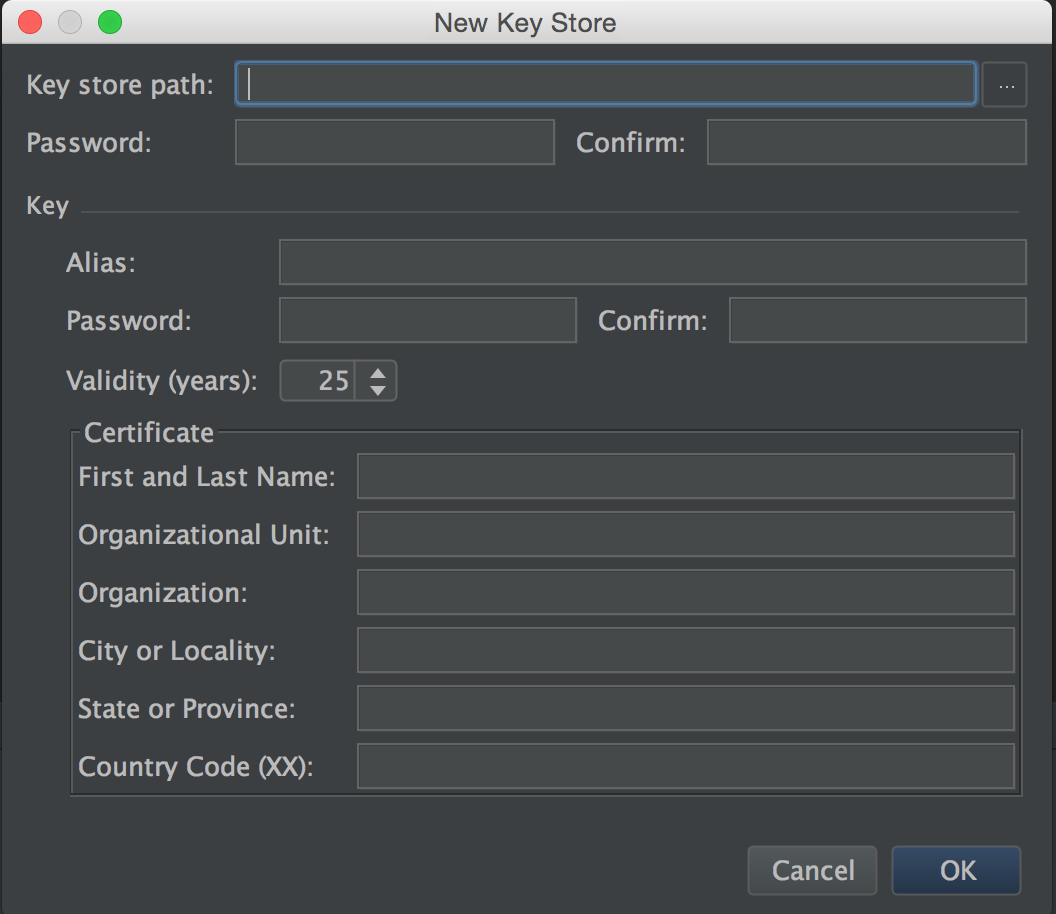 New Key Store
Key store path: ...
Password: Confirm:
Key
Alias:
Password: Confirm:
Validity (years): 25
Certificate
First and Last Name:
Organizational Unit:
Organization:
City or Locality:
State or Province:
Country Code (XX):
Cancel OK